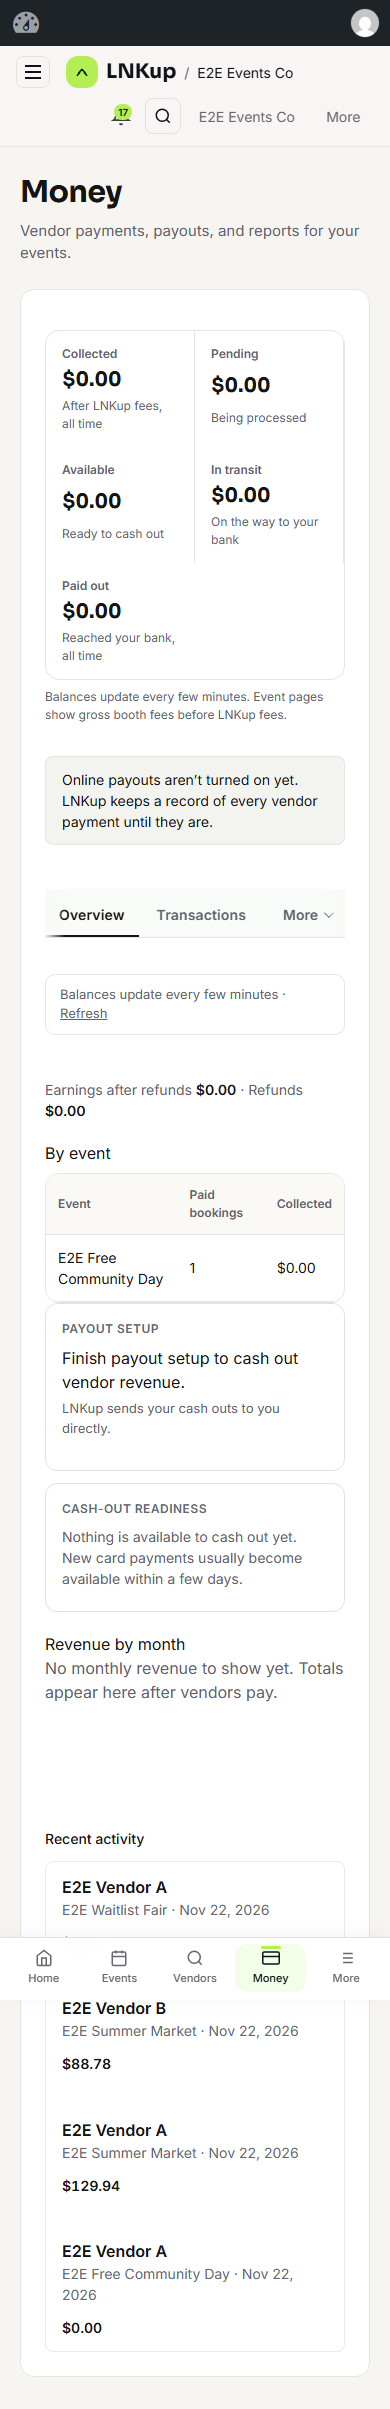 LNKup / E2E Events Co
17
E2E Events Co
More
Money
Vendor payments, payouts, and reports for your
events.
Collected
$0.00
After LNKup fees,
all time
Pending
$0.00
Being processed
Available
$0.00
Ready to cash out
In transit
$0.00
On the way to your
bank
Paid out
$0.00
Reached your bank,
all time
Balances update every few minutes. Event pages
show gross booth fees before LNKup fees.
Online payouts aren’t turned on yet.
LNKup keeps a record of every vendor
payment until they are.
Overview
Transactions
More
Balances update every few minutes ·
Refresh
Earnings after refunds $0.00 · Refunds
$0.00
By event
Event
Paid
bookings
Collected
E2E Free
Community Day
1
$0.00
PAYOUT SETUP
Finish payout setup to cash out
vendor revenue.
LNKup sends your cash outs to you
directly.
CASH-OUT READINESS
Nothing is available to cash out yet.
New card payments usually become
available within a few days.
Revenue by month
No monthly revenue to show yet. Totals
appear here after vendors pay.
Recent activity
E2E Vendor A
E2E Waitlist Fair · Nov 22, 2026
Home
Events
Vendors
Money
More
E2E Vendor B
E2E Summer Market · Nov 22, 2026
$88.78
E2E Vendor A
E2E Summer Market · Nov 22, 2026
$129.94
E2E Vendor A
E2E Free Community Day · Nov 22,
2026
$0.00